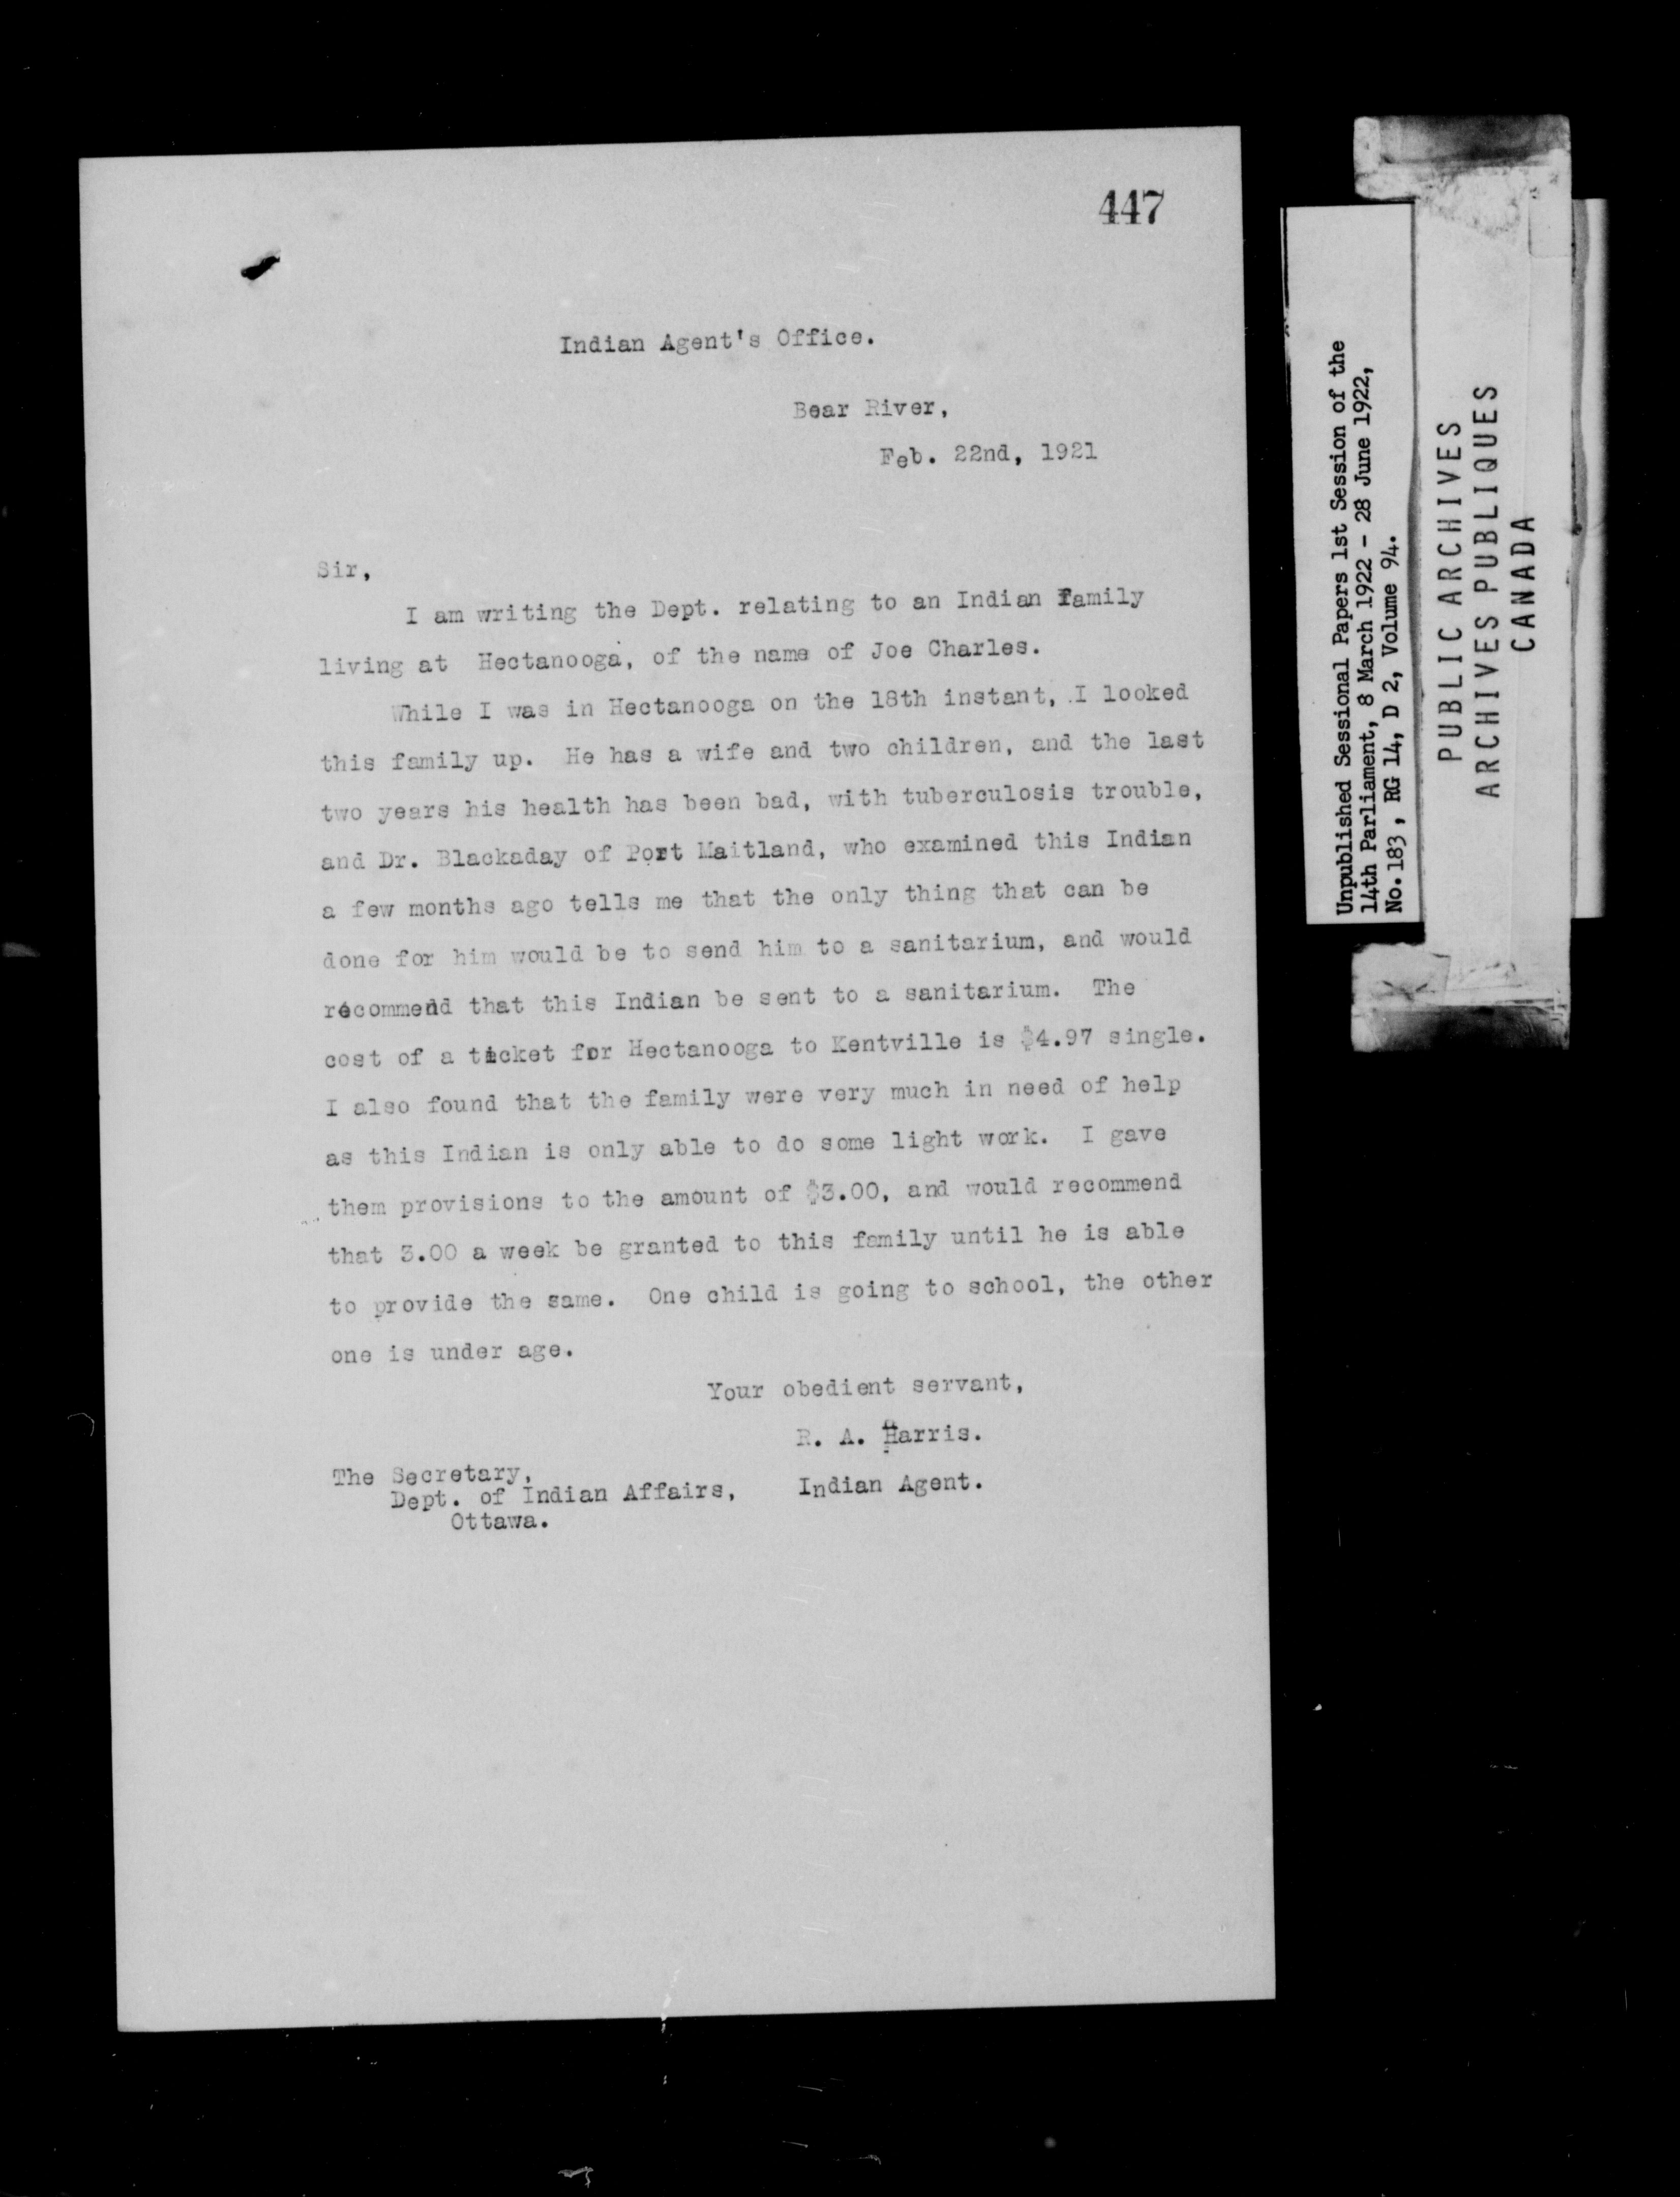 447
Indian Agent's Office.
Bear River,
Feb. 22nd, 1921
Sir,
I am writing the Dept. relating to an Indian family
living at Hectanooga, of the name of Joe Charles.
While I was in Hectanooga on the 18th instant, I looked
this family up. He has a wife and two children, and the last
two years his health has been bad, with tuberculosis trouble,
and Dr. Blackaday of Port Maitland, who examined this Indian
a few months ago tells me that the only thing that can be
done for him would be to send him to a sanitarium, and would
recommend that this Indian be sent to a sanitarium. The
cost of a ticket for Hectanooga to Kentville is $4.97 single.
I also found that the family were very much in need of help
as this Indian is only able to do some light work. I gave
them provisions to the amount of $3.00, and would recommend
that 3.00 a week be granted to this family until he is able
to provide the same. One child is going to school, the other
one is under age.
Your obedient servant,
R. A. Harris.
Indian Agent.
The Secretary,
Dept. of Indian Affairs,
Ottawa.
Unpublished Sessional Papers 1st Session of the
14th Parliament, 8 March 1922 - 28 June 1922,
No. 183, RG 14, D 2, Volume 94.
PUBLIC ARCHIVES
ARCHIVES PUBLIQUES
CANADA